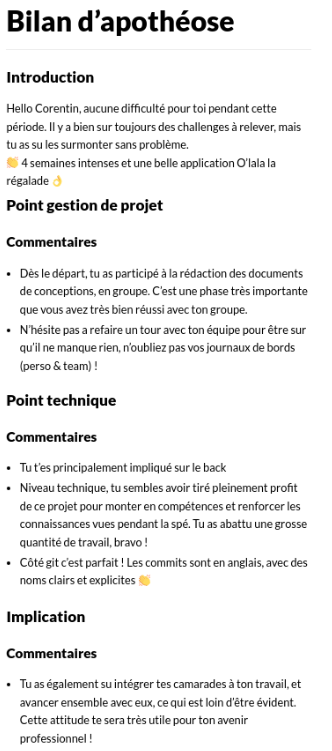 Bilan d’apothéose
Introduction
Hello Corentin, aucune difficulté pour toi pendant cette
période. Il y a bien sur toujours des challenges à relever, mais
tu as su les surmonter sans problème.
👏 4 semaines intenses et une belle application O’lala la
régalade 👌
Point gestion de projet
Commentaires
• Dès le départ, tu as participé à la rédaction des documents
de conceptions, en groupe. C’est une phase très importante
que vous avez très bien réussi avec ton groupe.
• N’hésite pas a refaire un tour avec ton équipe pour être sur
qu’il ne manque rien, n’oubliez pas vos journaux de bords
(perso & team) !
Point technique
Commentaires
• Tu t’es principalement impliqué sur le back
• Niveau technique, tu sembles avoir tiré pleinement profit
de ce projet pour monter en compétences et renforcer les
connaissances vues pendant la spé. Tu as abattu une grosse
quantité de travail, bravo !
• Côté git c’est parfait ! Les commits sont en anglais, avec des
noms clairs et explicites 👏
Implication
Commentaires
• Tu as également su intégrer tes camarades à ton travail, et
avancer ensemble avec eux, ce qui est loin d’être évident.
Cette attitude te sera très utile pour ton avenir
professionnel !